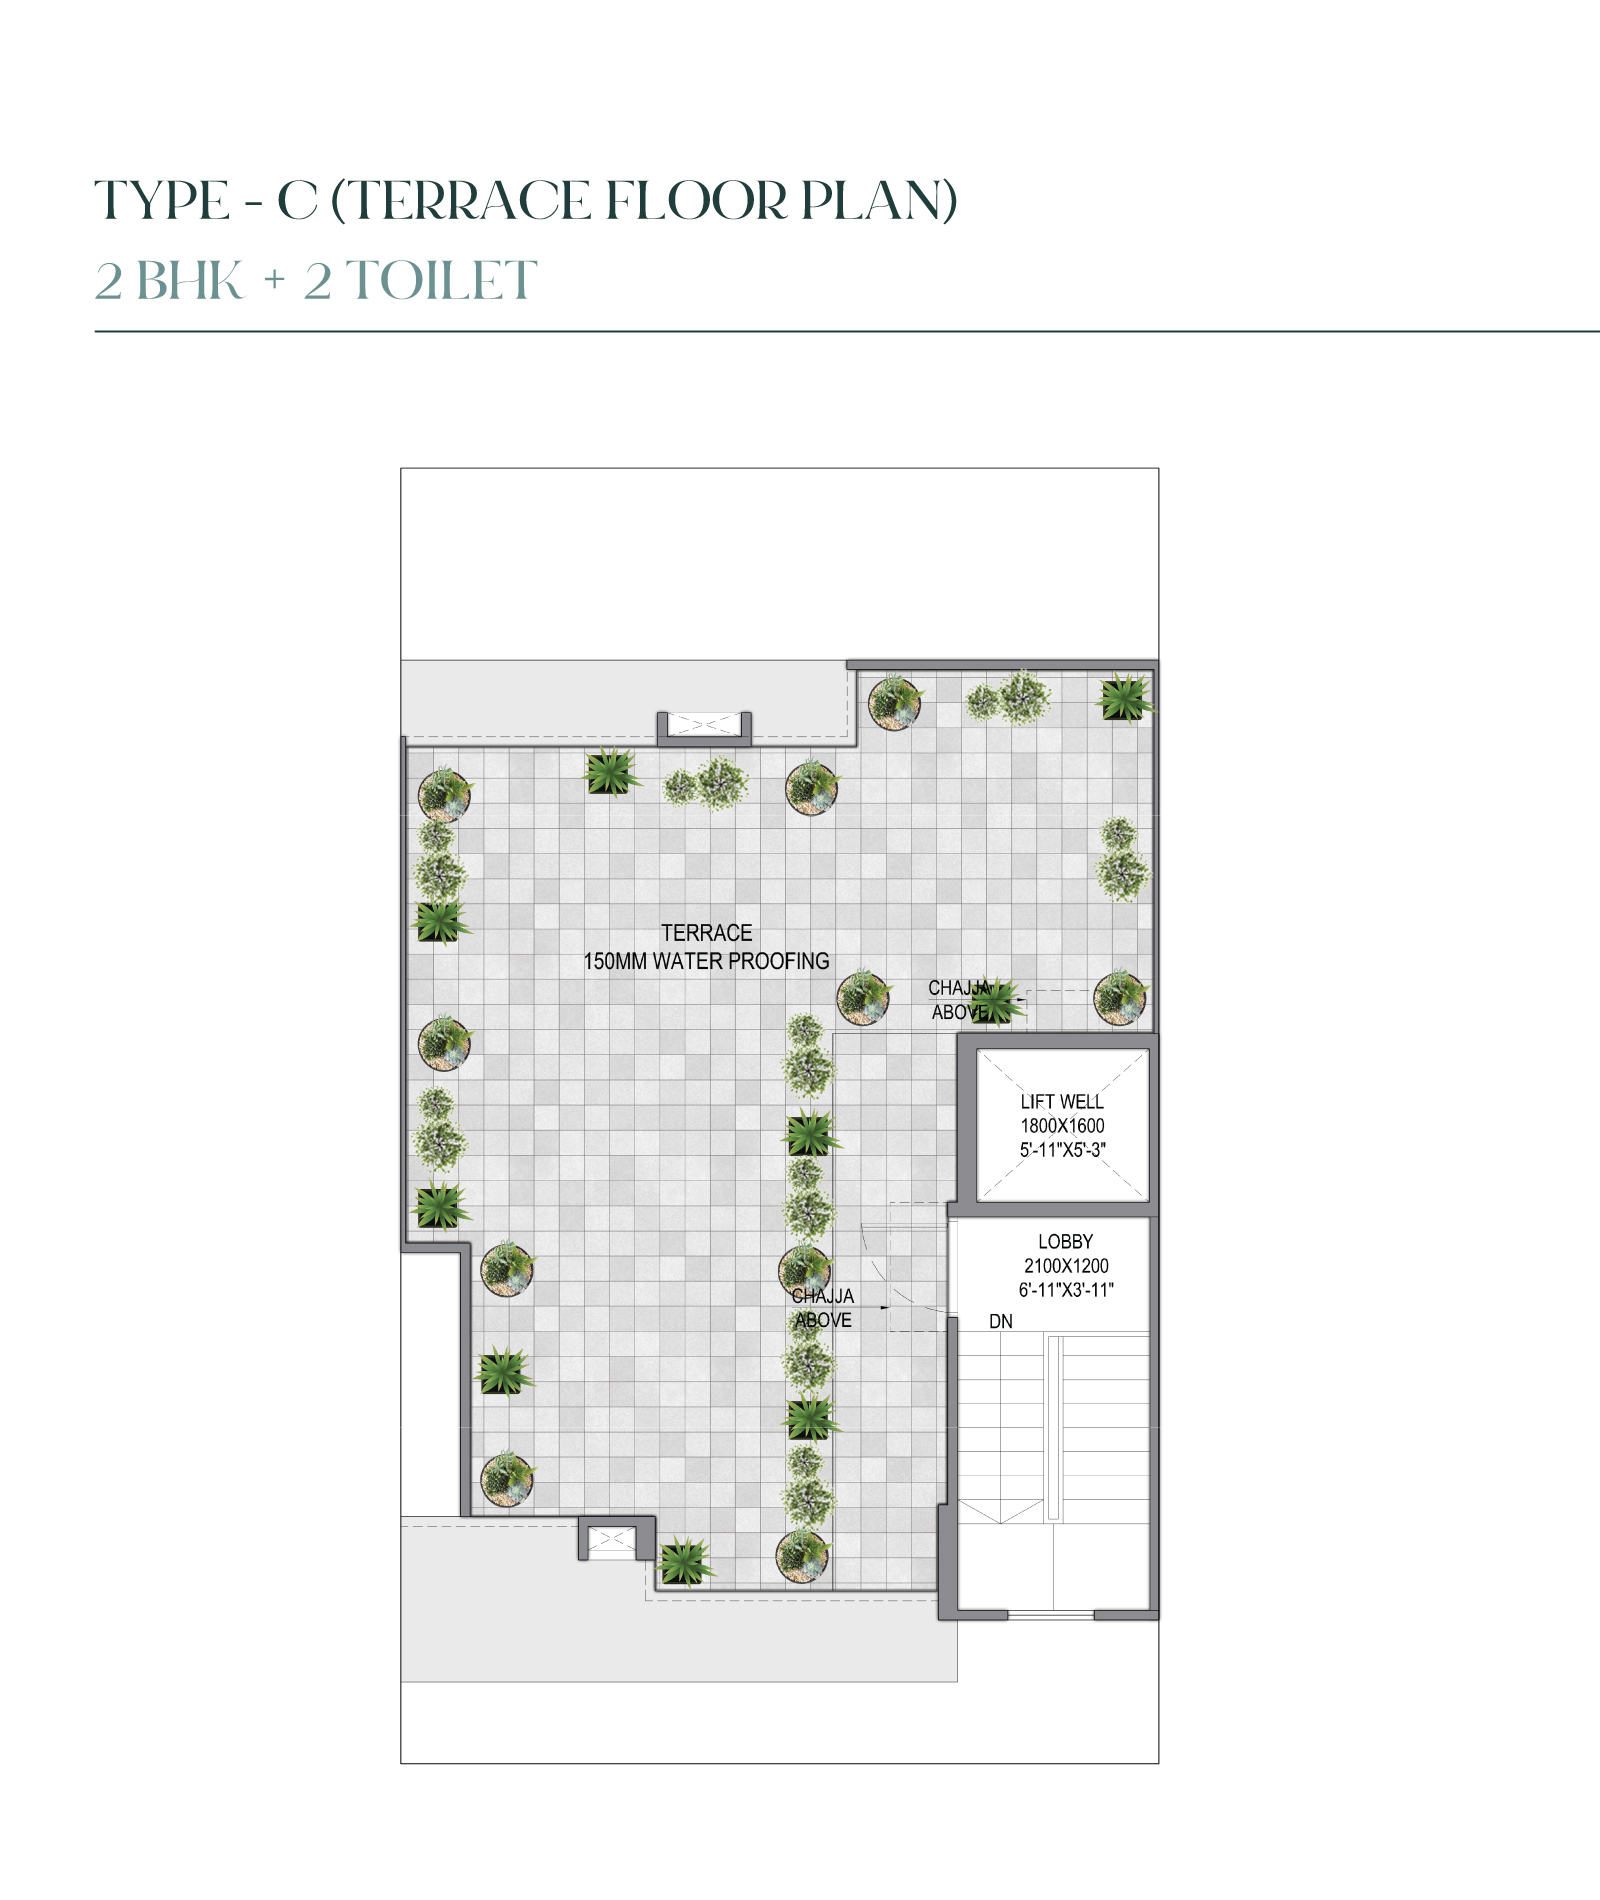 TYPE - C (TERRACE FLOOR PLAN)
2 BHK + 2 TOILET
TERRACE
150MM WATER PROOFING
CHAJJA
ABOVE
LIFT WELL
1800X1600
5'-11"X5'-3"
LOBBY
2100X1200
6'-11"X3'-11"
CHAJJA
ABOVE
DN